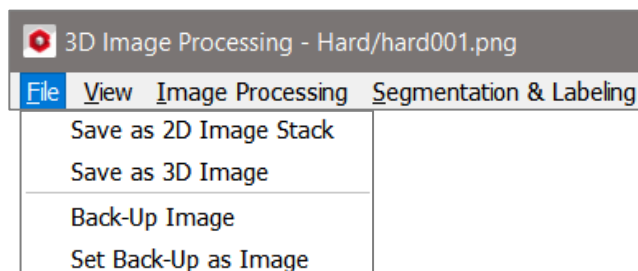 3D Image Processing - Hard/hard001.png
File View Image Processing Segmentation & Labeling
Save as 2D Image Stack
Save as 3D Image
Back-Up Image
Set Back-Up as Image